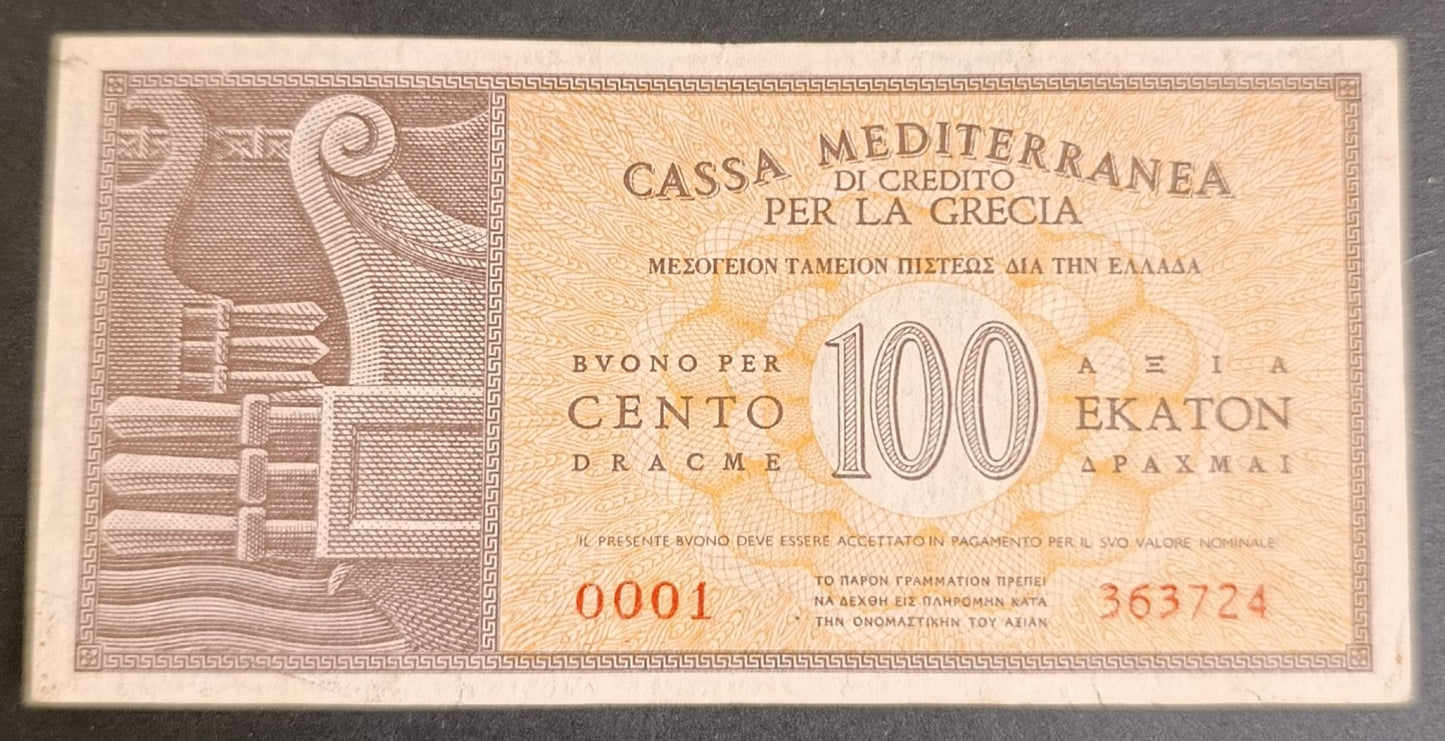 CASSA MEDITERRANEA
DI CREDITO
PER LA GRECIA
ΜΕΣΟΓΕΙΟΝ ΤΑΜΕΙΟΝ ΠΙΣΤΕΩΣ ΔΙΑ ΤΗΝ ΕΛΛΑΔΑ
BVONO PER
CENTO
DRACME
100
ΑΞΙΑ
ΕΚΑΤΟΝ
ΔΡΑΧΜΑΙ
IL PRESENTE BVONO DEVE ESSERE ACCETTATO IN PAGAMENTO PER IL SVO VALORE NOMINALE
0001
ΤΟ ΠΑΡΟΝ ΓΡΑΜΜΑΤΙΟΝ ΠΡΕΠΕΙ
ΝΑ ΔΕΧΘΗ ΕΙΣ ΠΛΗΡΟΜΗΝ ΚΑΤΑ
ΤΗΝ ΟΝΟΜΑΣΤΙΚΗΝ ΤΟΥ ΑΞΙΑΝ
363724